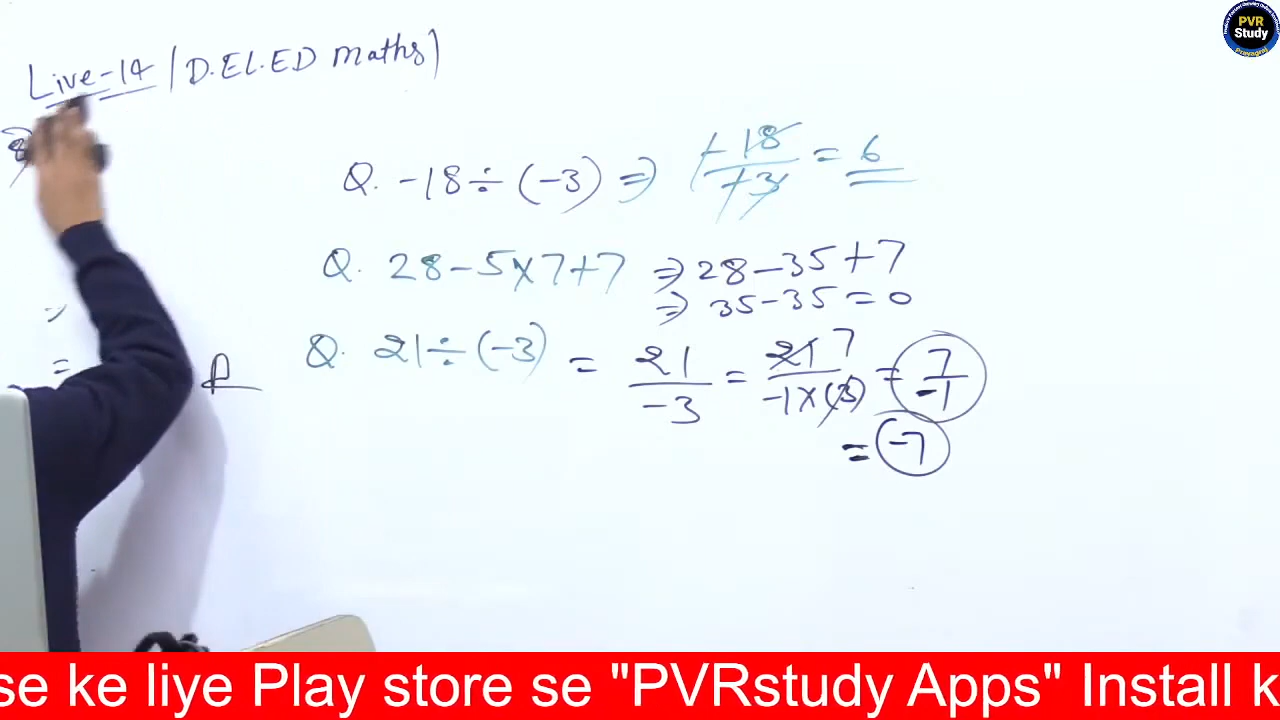 Live-14 / D.EL.ED Maths)
PVR
Study
Prayagraj
Q. -18 ÷ (-3) ⇒ -18/-3 = 6
Q. 28-5×7+7 ⇒ 28-35+7
⇒ 35-35=0
Q. 21÷(-3) = 21/-3 = 21 7/-1×(3) = 7/-1
= -7
se ke liye Play store se "PVRstudy Apps" Install k